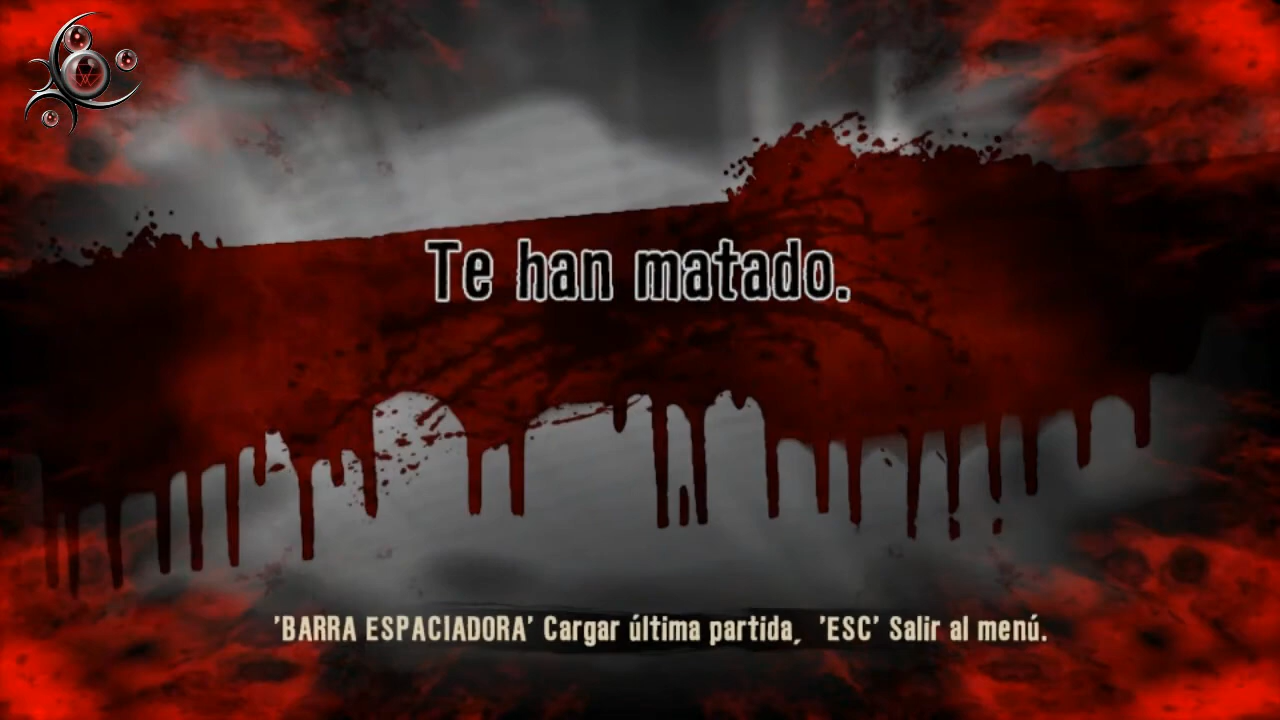 Te han matado.
'BARRA ESPACIADORA' Cargar última partida, 'ESC' Salir al menú.